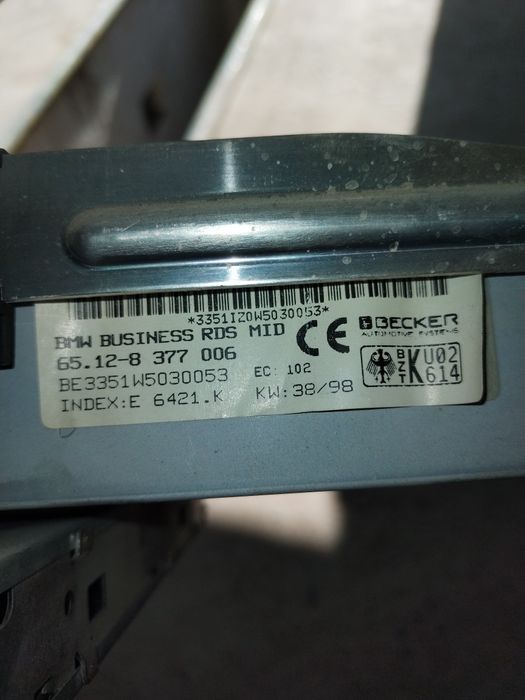 *3351IZ0W5030053*
BMW BUSINESS RDS MID
65.12-8 377 006
BE3351W5030053 EC: 102
INDEX:E 6421.K KW:38/98
CE
BECKER
AUTOMOTIVE SYSTEMS
BZT K U02 614